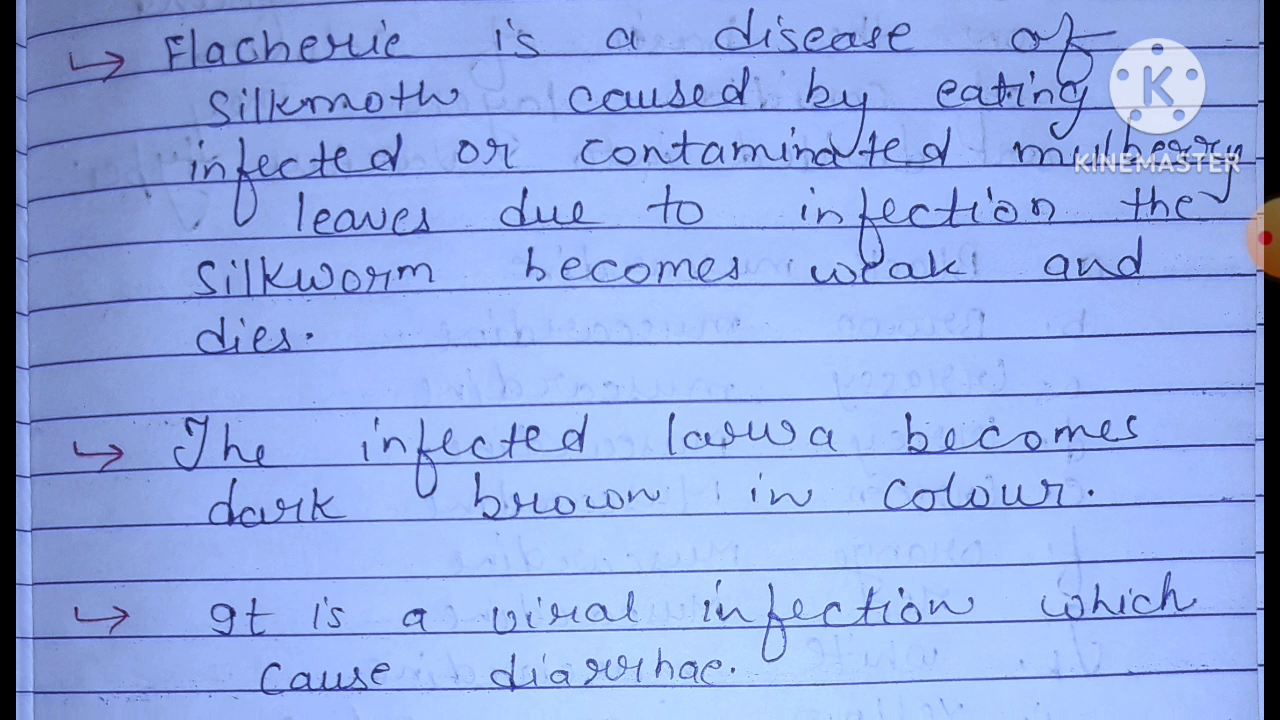 → Flacherie is a disease of
silkmoth caused by eating
infected or contaminated mulberry
leaves due to infection the
silkworm becomes weak and
dies.
→ The infected larva becomes
dark brown in colour.
→ It is a viral infection which
cause diarrhae.
K
KINEMASTER